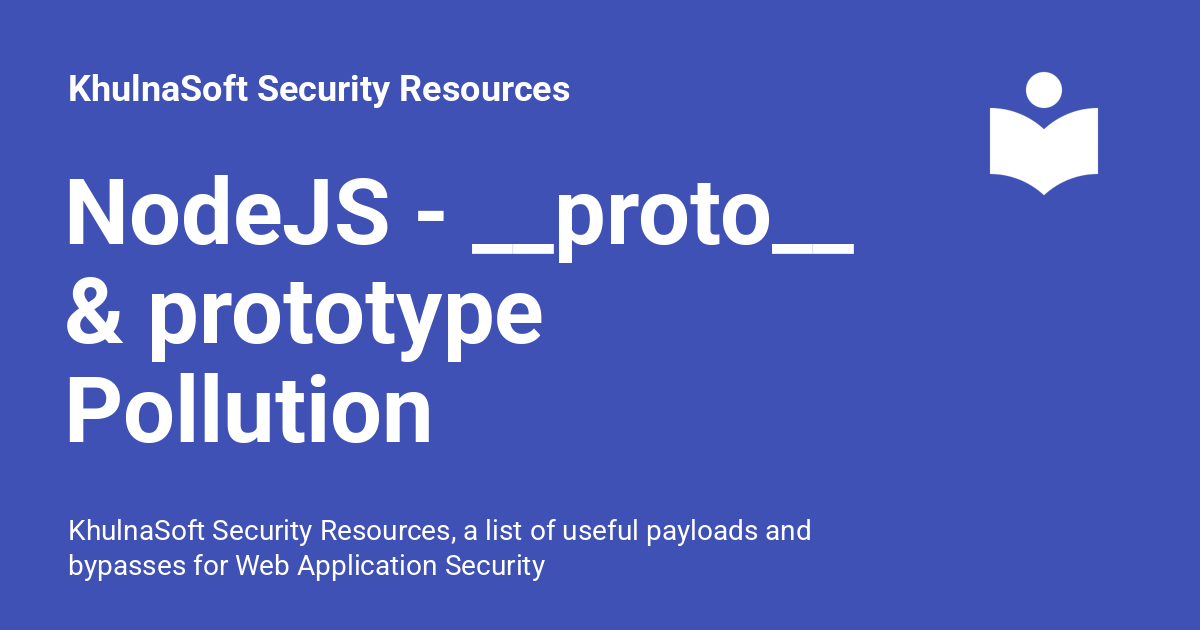 KhulnaSoft Security Resources
NodeJS - __proto__
& prototype
Pollution
KhulnaSoft Security Resources, a list of useful payloads and
bypasses for Web Application Security